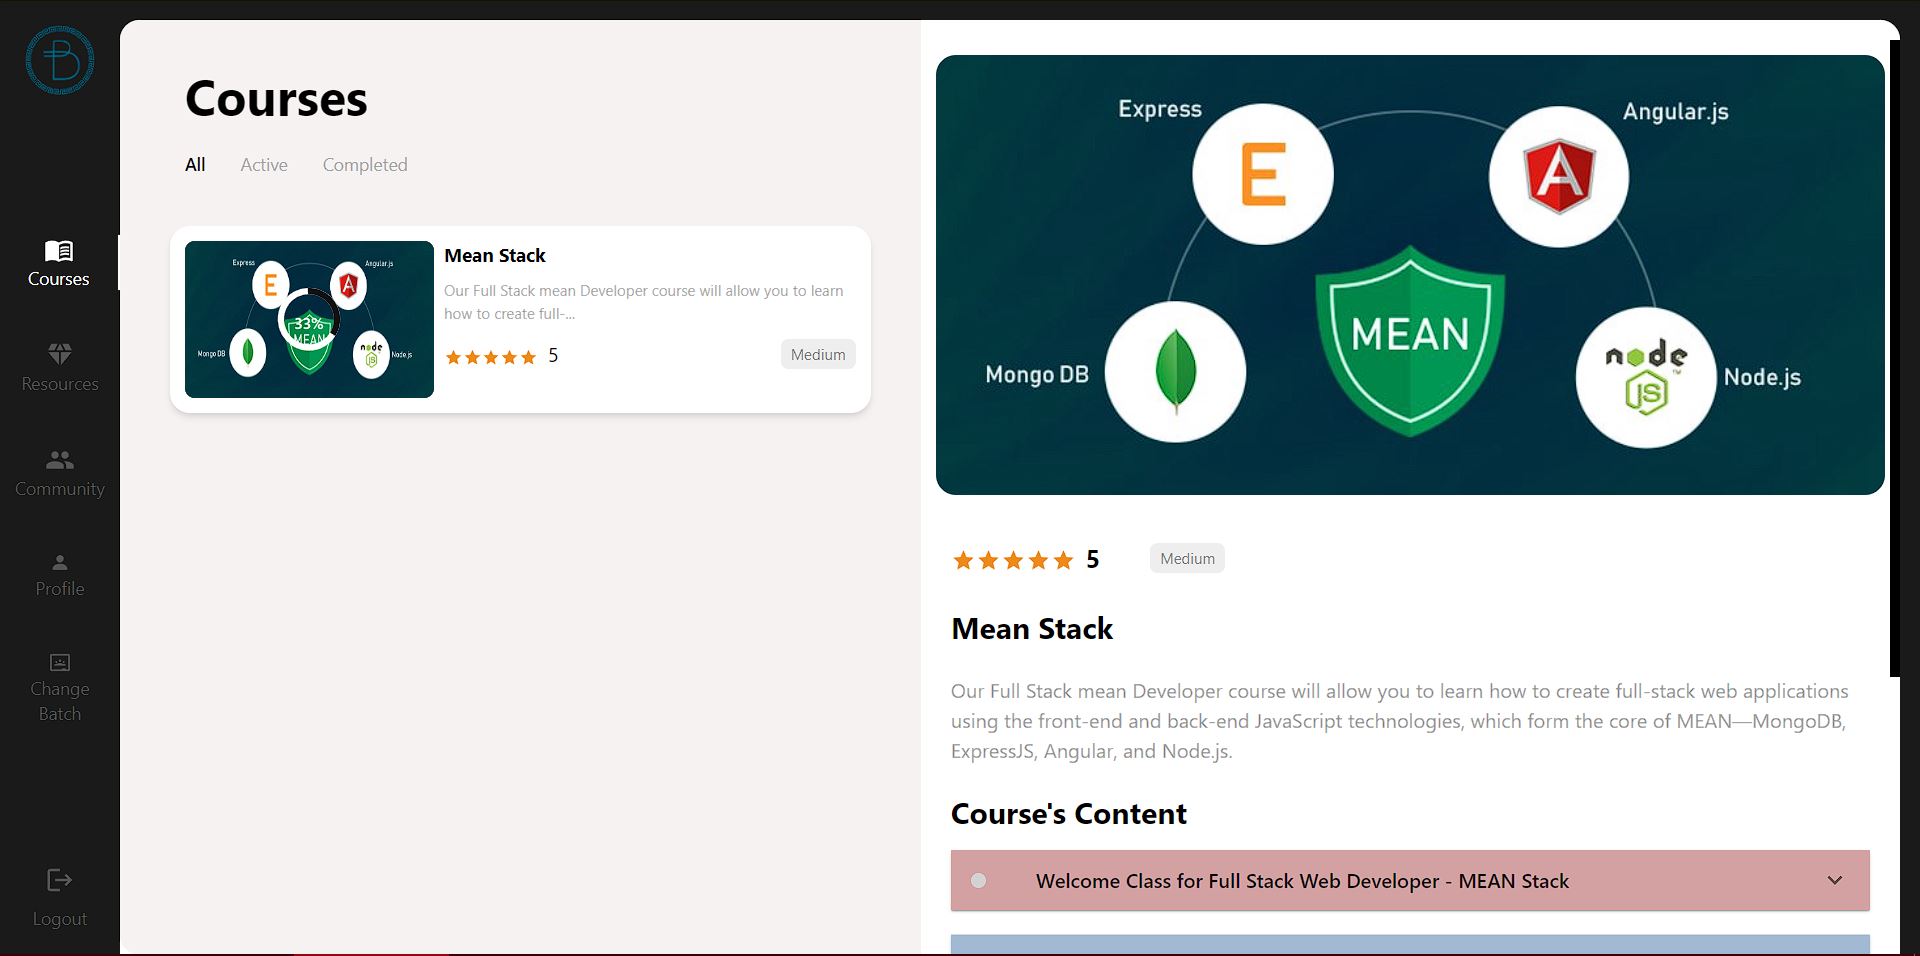 Courses
Resources
Community
Profile
Change
Batch
Logout
Courses
All
Active
Completed
Express
Angular.js
E
A
33%
MEAN
Mongo DB
node
JS
Node.js
Mean Stack
Our Full Stack mean Developer course will allow you to learn
how to create full-...
5
Medium
Express
Angular.js
E
A
MEAN
Mongo DB
node
TM
JS
Node.js
5
Medium
Mean Stack
Our Full Stack mean Developer course will allow you to learn how to create full-stack web applications
using the front-end and back-end JavaScript technologies, which form the core of MEAN—MongoDB,
ExpressJS, Angular, and Node.js.
Course's Content
Welcome Class for Full Stack Web Developer - MEAN Stack